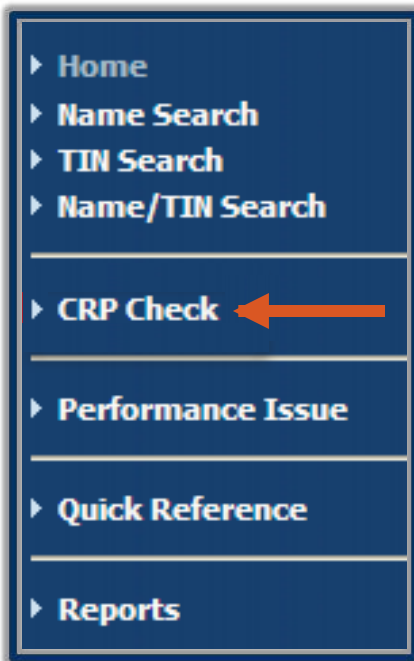 Home
Name Search
TIN Search
Name/TIN Search
CRP Check
Performance Issue
Quick Reference
Reports